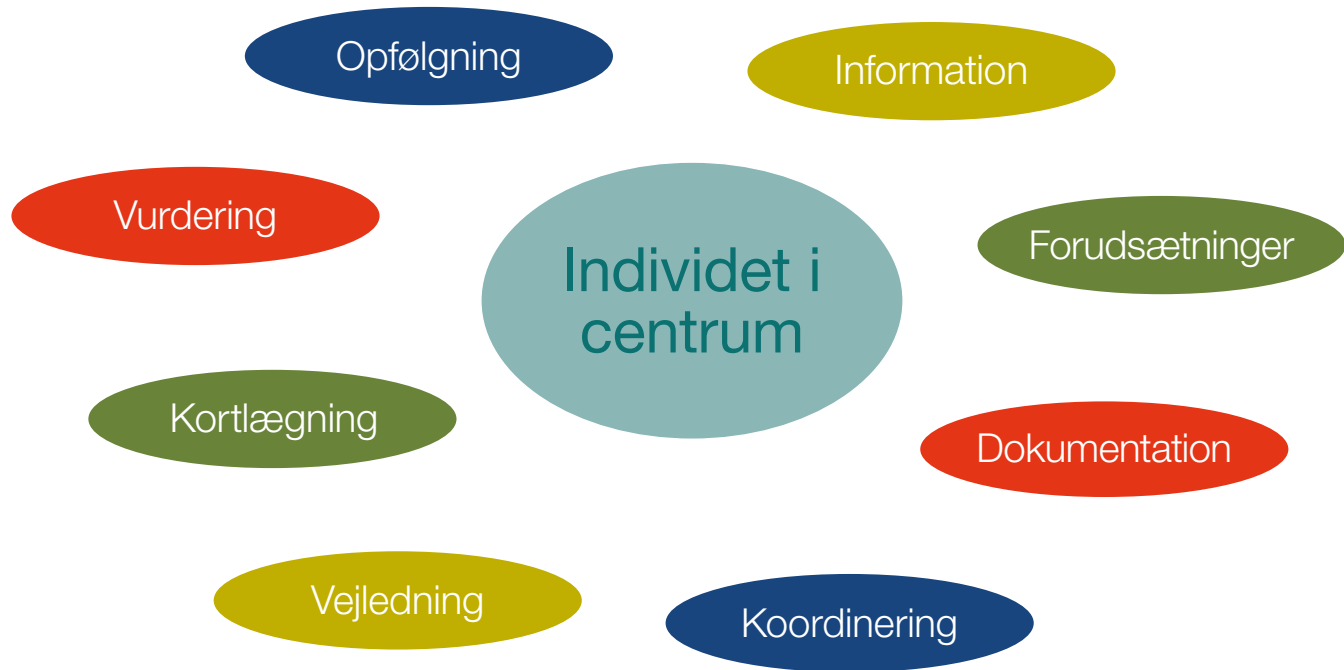 Opfølgning
Information
Vurdering
Forudsætninger
Individet i
centrum
Kortlægning
Dokumentation
Vejledning
Koordinering